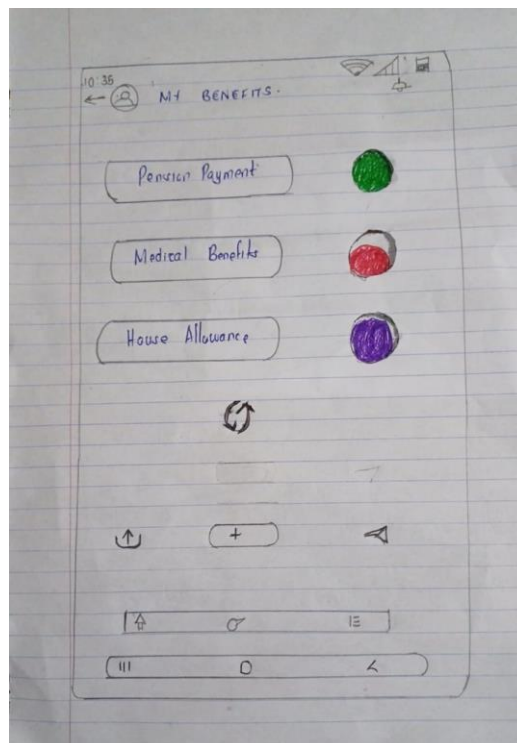 10:35
MY BENEFITS.
Pension Payment
Medical Benefits
House Allowance
+